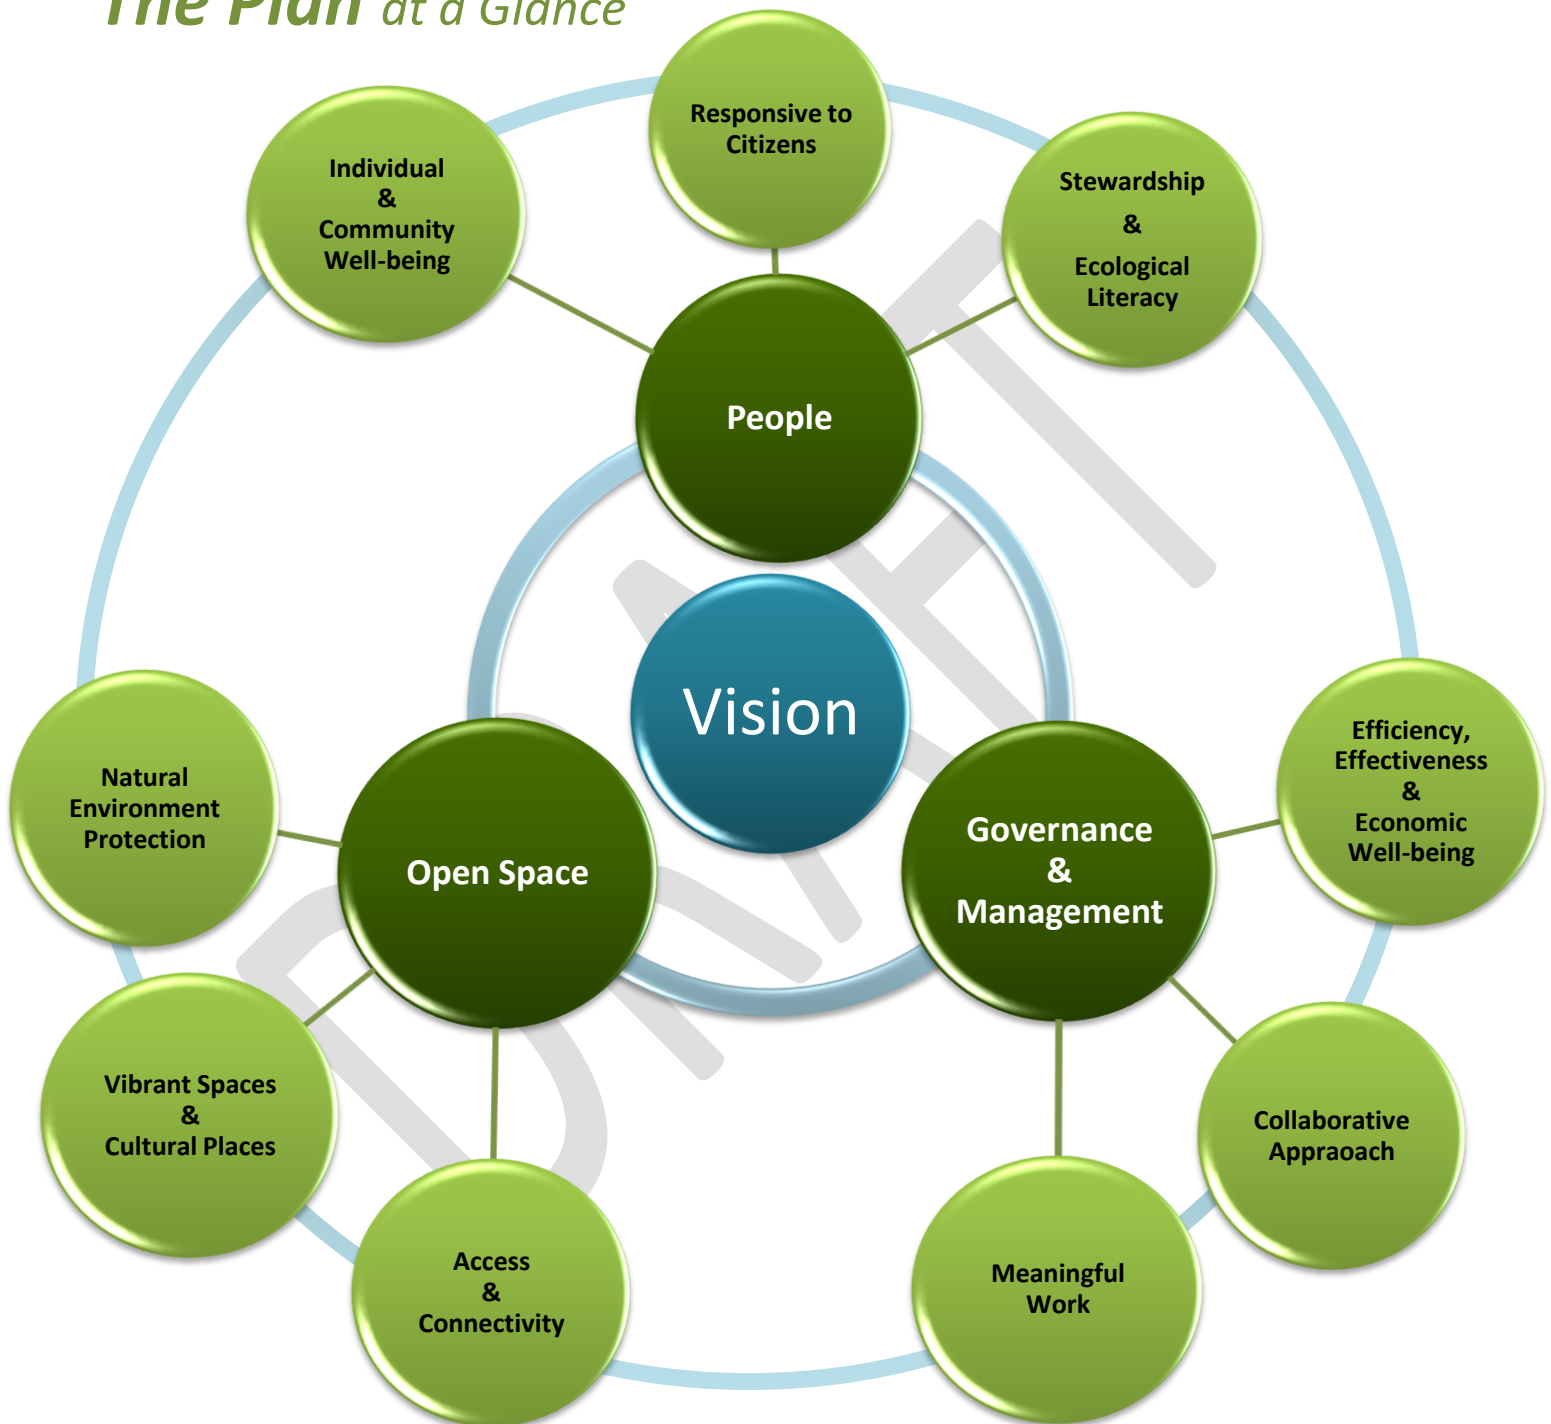 The Plan at a Glance
Responsive to
Citizens
Individual
&
Community
Well-being
Stewardship
&
Ecological
Literacy
People
Vision
Natural
Environment
Protection
Open Space
Governance
&
Management
Efficiency,
Effectiveness
&
Economic
Well-being
Vibrant Spaces
&
Cultural Places
Collaborative
Appraoach
Access
&
Connectivity
Meaningful
Work
DRAFT